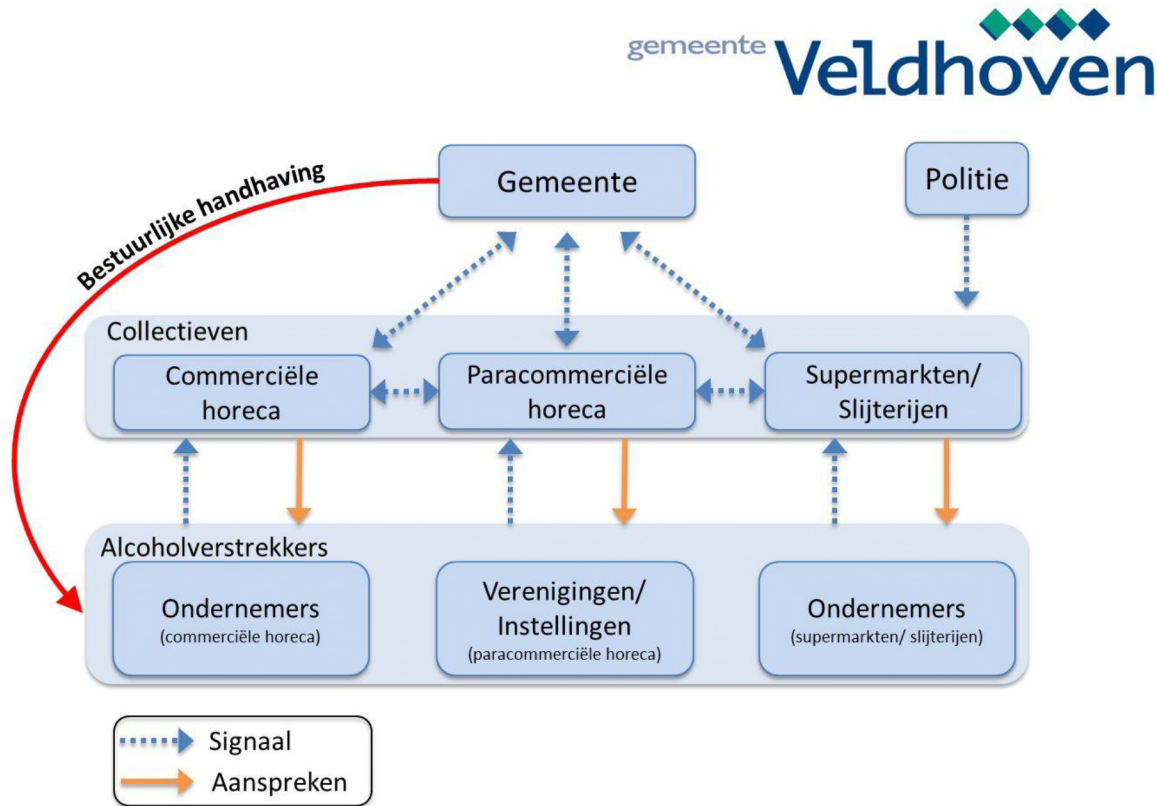 gemeente Veldhoven
Bestuurlijke handhaving
Gemeente
Politie
Collectieven
Commerciële
horeca
Paracommerciële
horeca
Supermarkten/
Slijterijen
Alcoholverstrekkers
Ondernemers
(commerciële horeca)
Verenigingen/
Instellingen
(paracommerciële horeca)
Ondernemers
(supermarkten/ slijterijen)
Signaal
Aanspreken